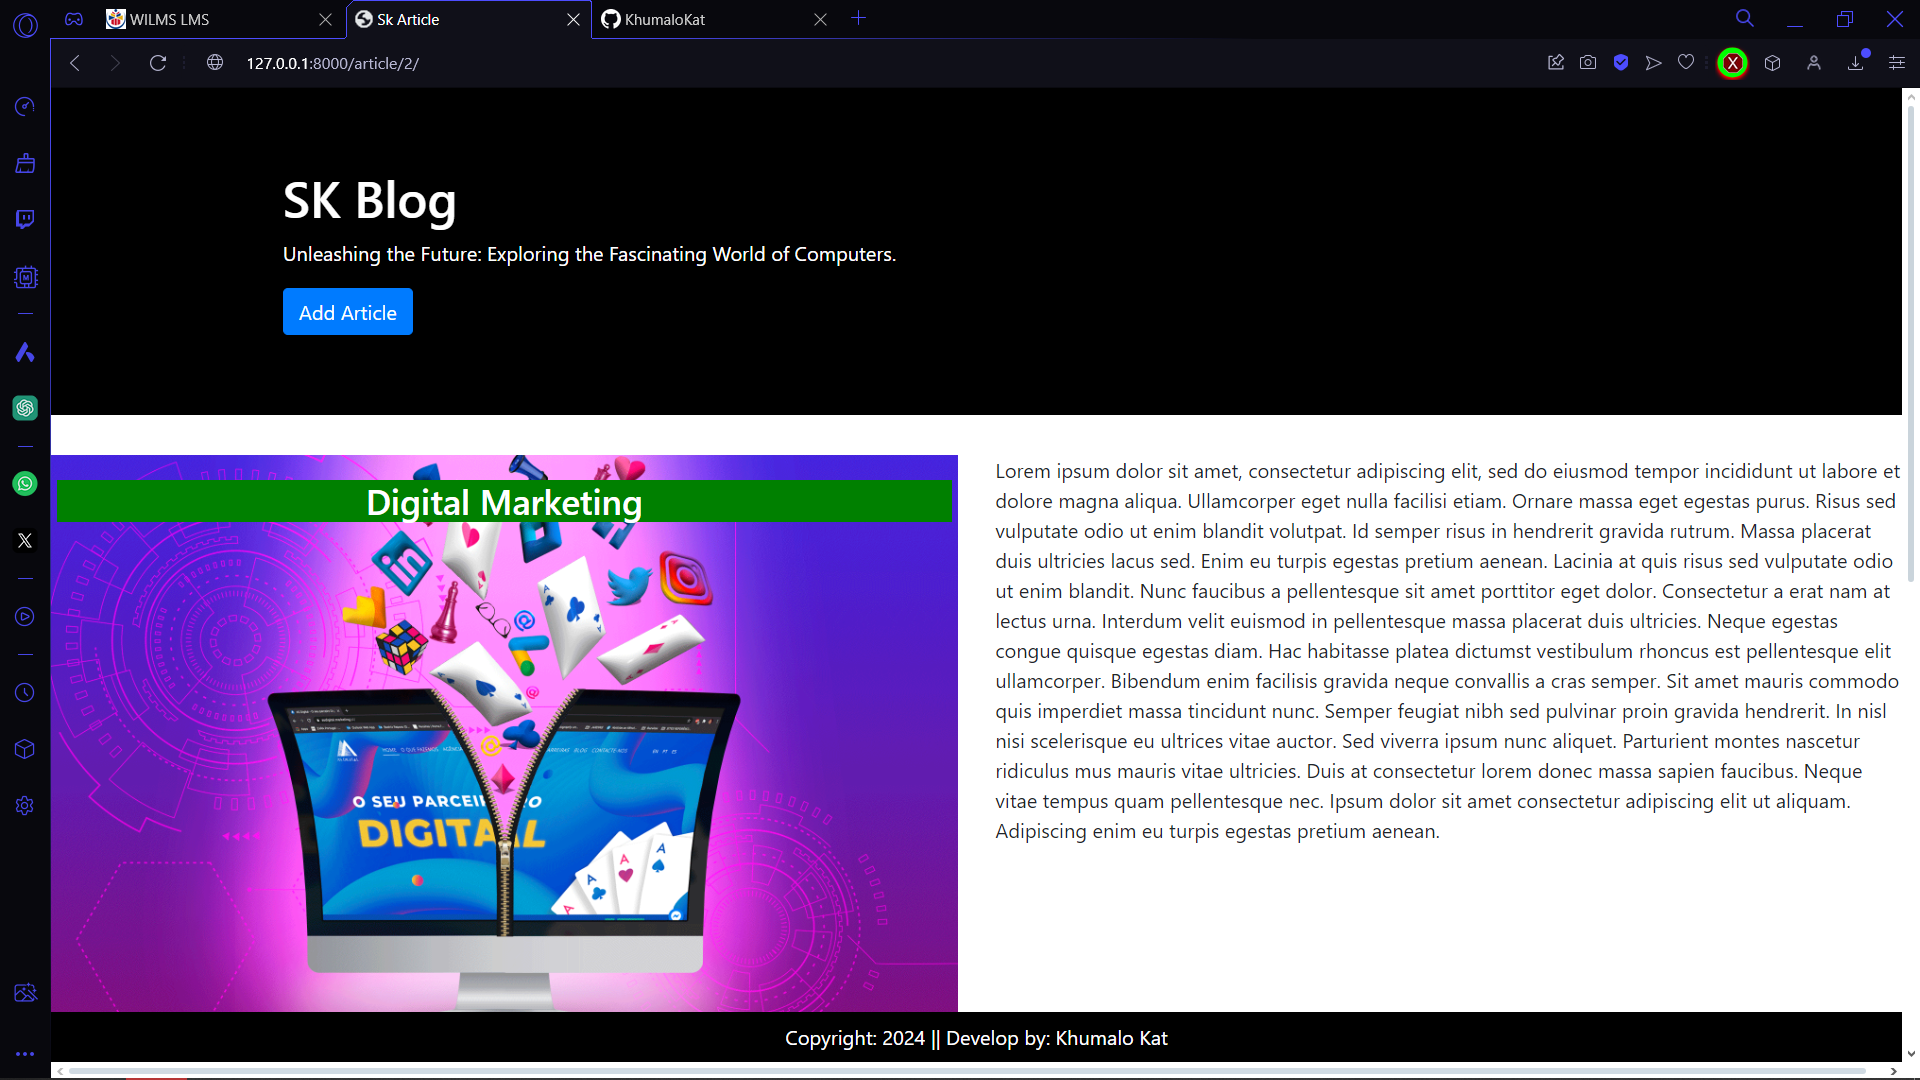 WILMS LMS
Sk Article
KhumaloKat
127.0.0.1:8000/article/2/
X
SK Blog
Unleashing the Future: Exploring the Fascinating World of Computers.
Add Article
Digital Marketing
O SEU PARCEI
DIGITAL
Lorem ipsum dolor sit amet, consectetur adipiscing elit, sed do eiusmod tempor incididunt ut labore et
dolore magna aliqua. Ullamcorper eget nulla facilisi etiam. Ornare massa eget egestas purus. Risus sed
vulputate odio ut enim blandit volutpat. Id semper risus in hendrerit gravida rutrum. Massa placerat
duis ultricies lacus sed. Enim eu turpis egestas pretium aenean. Lacinia at quis risus sed vulputate odio
ut enim blandit. Nunc faucibus a pellentesque sit amet porttitor eget dolor. Consectetur a erat nam at
lectus urna. Interdum velit euismod in pellentesque massa placerat duis ultricies. Neque egestas
congue quisque egestas diam. Hac habitasse platea dictumst vestibulum rhoncus est pellentesque elit
ullamcorper. Bibendum enim facilisis gravida neque convallis a cras semper. Sit amet mauris commodo
quis imperdiet massa tincidunt nunc. Semper feugiat nibh sed pulvinar proin gravida hendrerit. In nisl
nisi scelerisque eu ultrices vitae auctor. Sed viverra ipsum nunc aliquet. Parturient montes nascetur
ridiculus mus mauris vitae ultricies. Duis at consectetur lorem donec massa sapien faucibus. Neque
vitae tempus quam pellentesque nec. Ipsum dolor sit amet consectetur adipiscing elit ut aliquam.
Adipiscing enim eu turpis egestas pretium aenean.
Copyright: 2024 || Develop by: Khumalo Kat